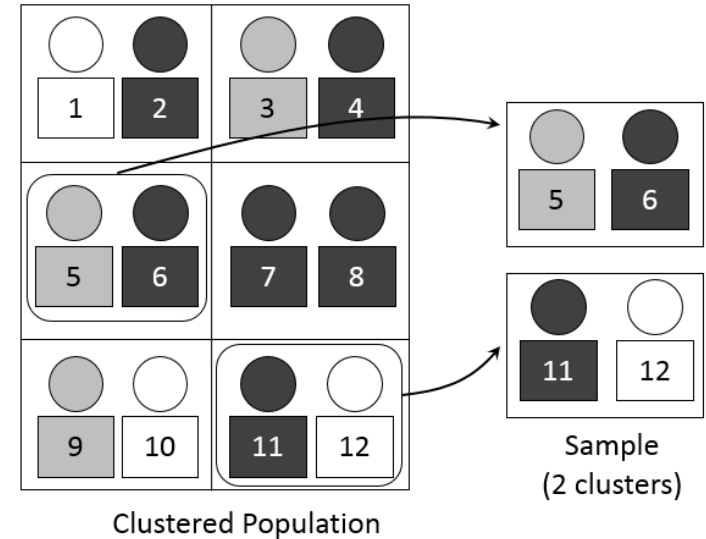 1 2 3 4
5 6 7 8
9 10 11 12
Clustered Population
5 6
11 12
Sample
(2 clusters)